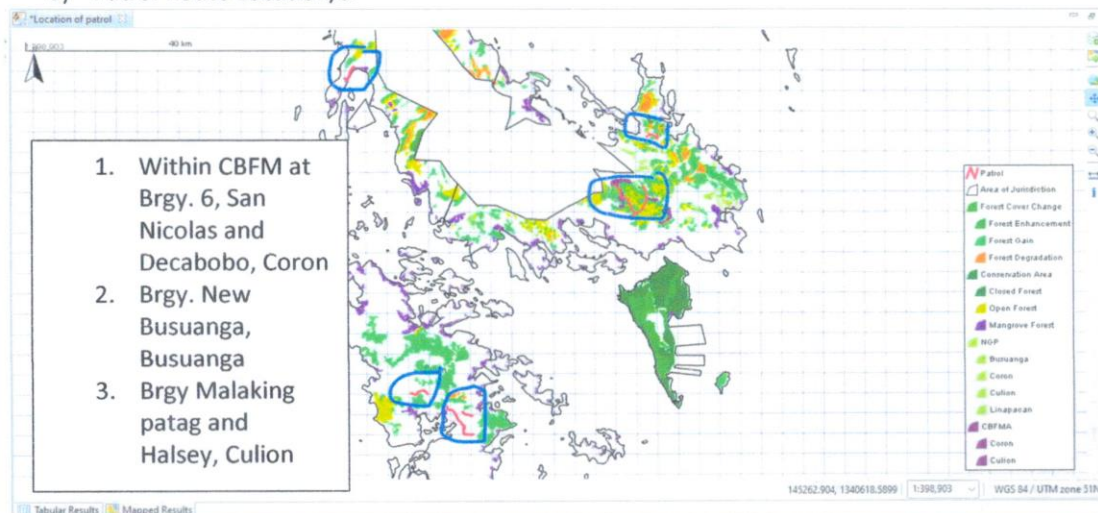 *Location of patrol
1:398,903
40 km
1. Within CBFM at
Brgy. 6, San
Nicolas and
Decabobo, Coron
2. Brgy. New
Busuanga,
Busuanga
3. Brgy Malaking
patag and
Halsey, Culion
Patrol
Area of Jurisdiction
Forest Cover Change
Forest Enhancement
Forest Gain
Forest Degradation
Conservation Area
Closed Forest
Open Forest
Mangrove Forest
NGP
Busuanga
Coron
Culion
Linapacan
CBFMA
Coron
Culion
145262.904, 1340618.5899 1:398,903 WGS 84 / UTM zone 51N
Tabular Results Mapped Results